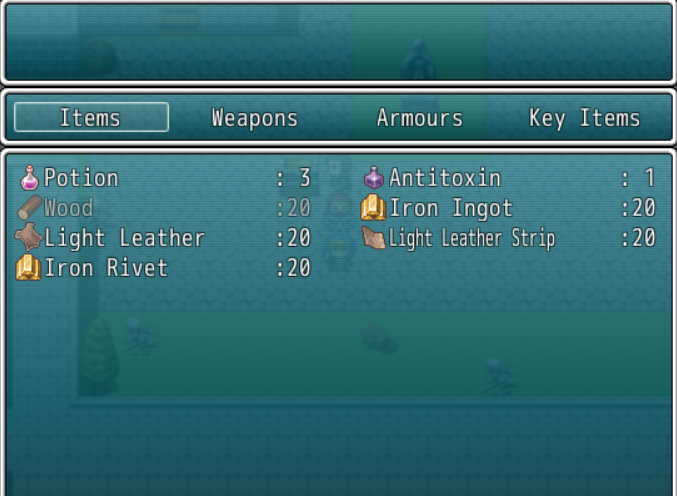 Items Weapons Armours Key Items
Potion : 3 Antitoxin : 1
Wood :20 Iron Ingot :20
Light Leather :20 Light Leather Strip :20
Iron Rivet :20